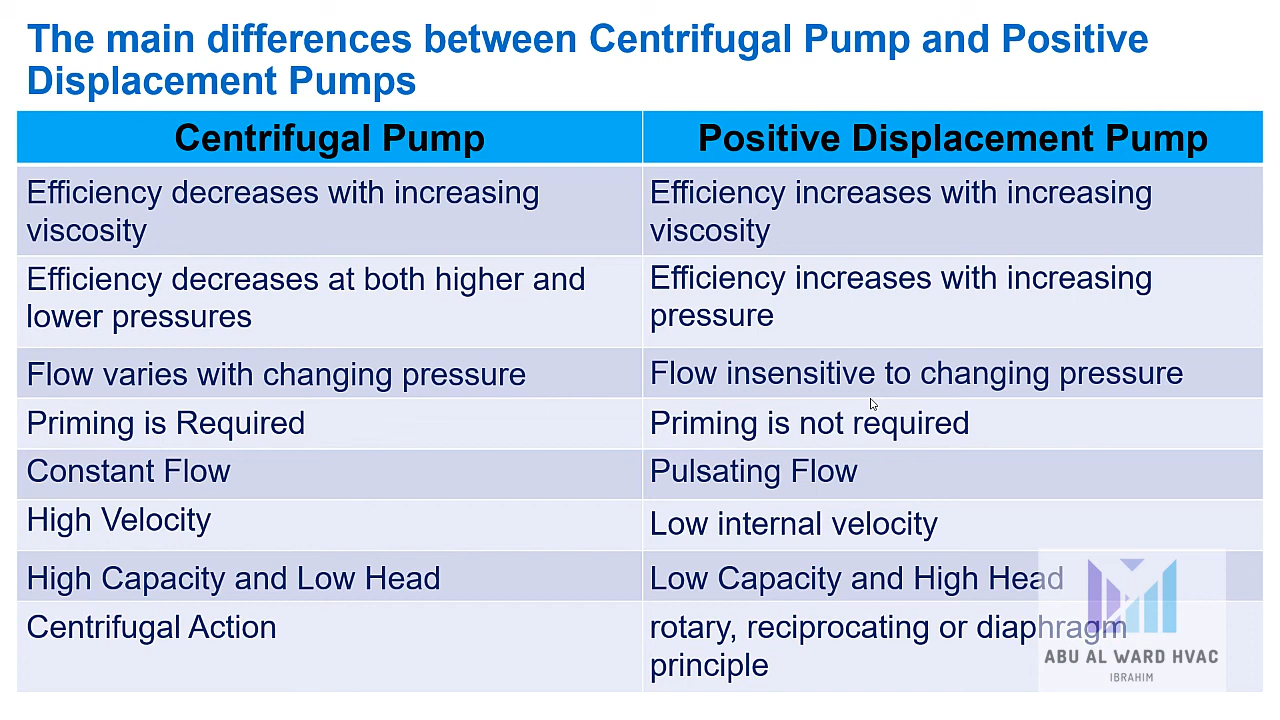 The main differences between Centrifugal Pump and Positive
Displacement Pumps
Centrifugal Pump
Positive Displacement Pump
Efficiency decreases with increasing
viscosity
Efficiency increases with increasing
viscosity
Efficiency decreases at both higher and
lower pressures
Efficiency increases with increasing
pressure
Flow varies with changing pressure
Flow insensitive to changing pressure
Priming is Required
Priming is not required
Constant Flow
Pulsating Flow
High Velocity
Low internal velocity
High Capacity and Low Head
Low Capacity and High Head
Centrifugal Action
rotary, reciprocating or diaphragm
principle
ABU AL WARD HVAC
IBRAHIM